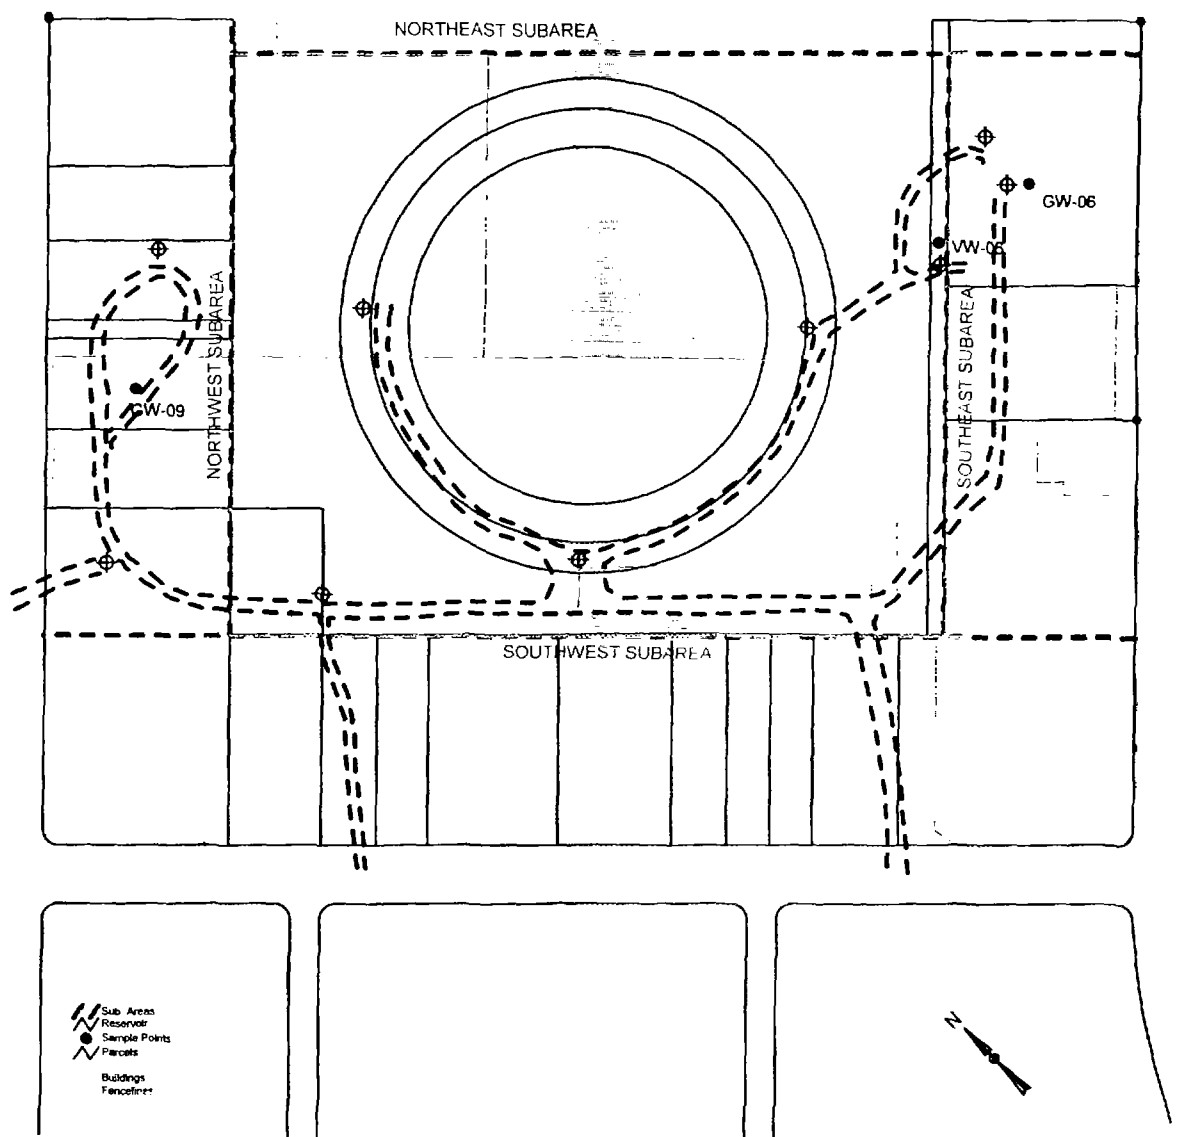 NORTHEAST SUBAREA
GW-06
VW-05
NORTHWEST SUBAREA
SOUTHEAST SUBAREA
GW-09
SOUTHWEST SUBAREA
Sub Areas
Reservoir
Sample Points
Parcels
Buildings
Fencelines
N